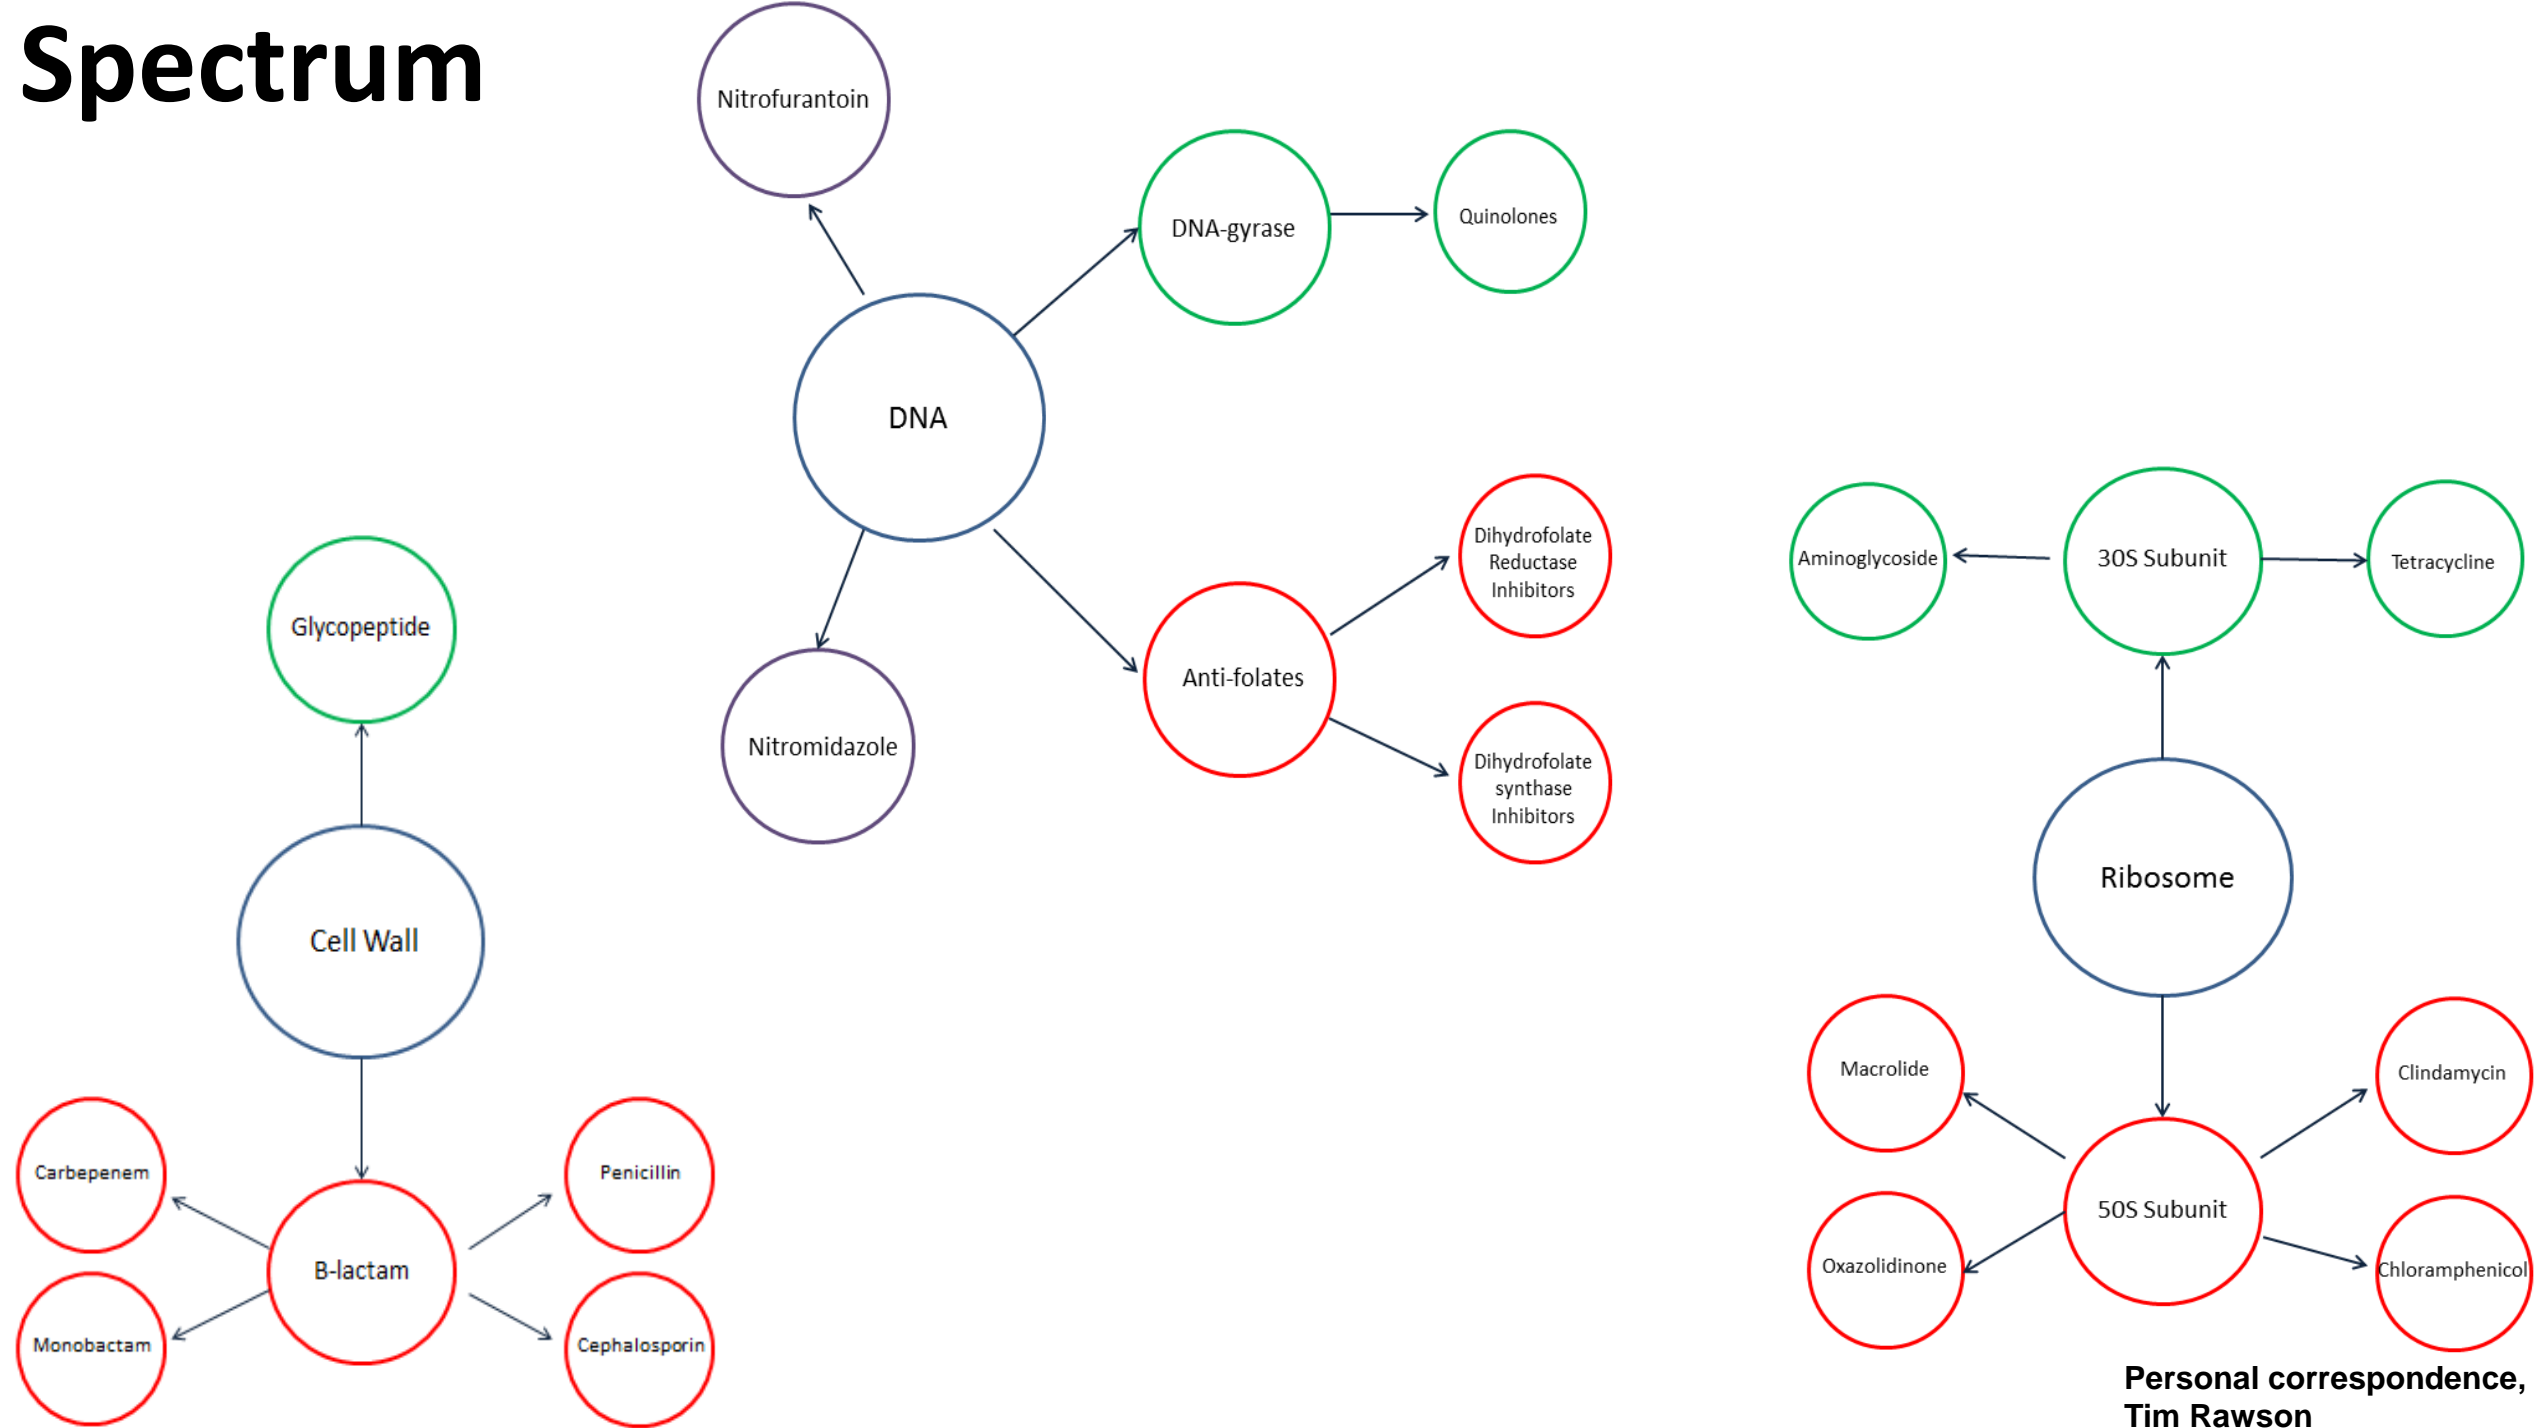 Spectrum
Nitrofurantoin
DNA-gyrase
Quinolones
DNA
Dihydrofolate
Reductase
Inhibitors
Anti-folates
Dihydrofolate
synthase
Inhibitors
Nitromidazole
Glycopeptide
Cell Wall
Carbepenem
Penicillin
B-lactam
Monobactam
Cephalosporin
Aminoglycoside
30S Subunit
Tetracycline
Ribosome
Macrolide
Clindamycin
50S Subunit
Oxazolidinone
Chloramphenicol
Personal correspondence,
Tim Rawson